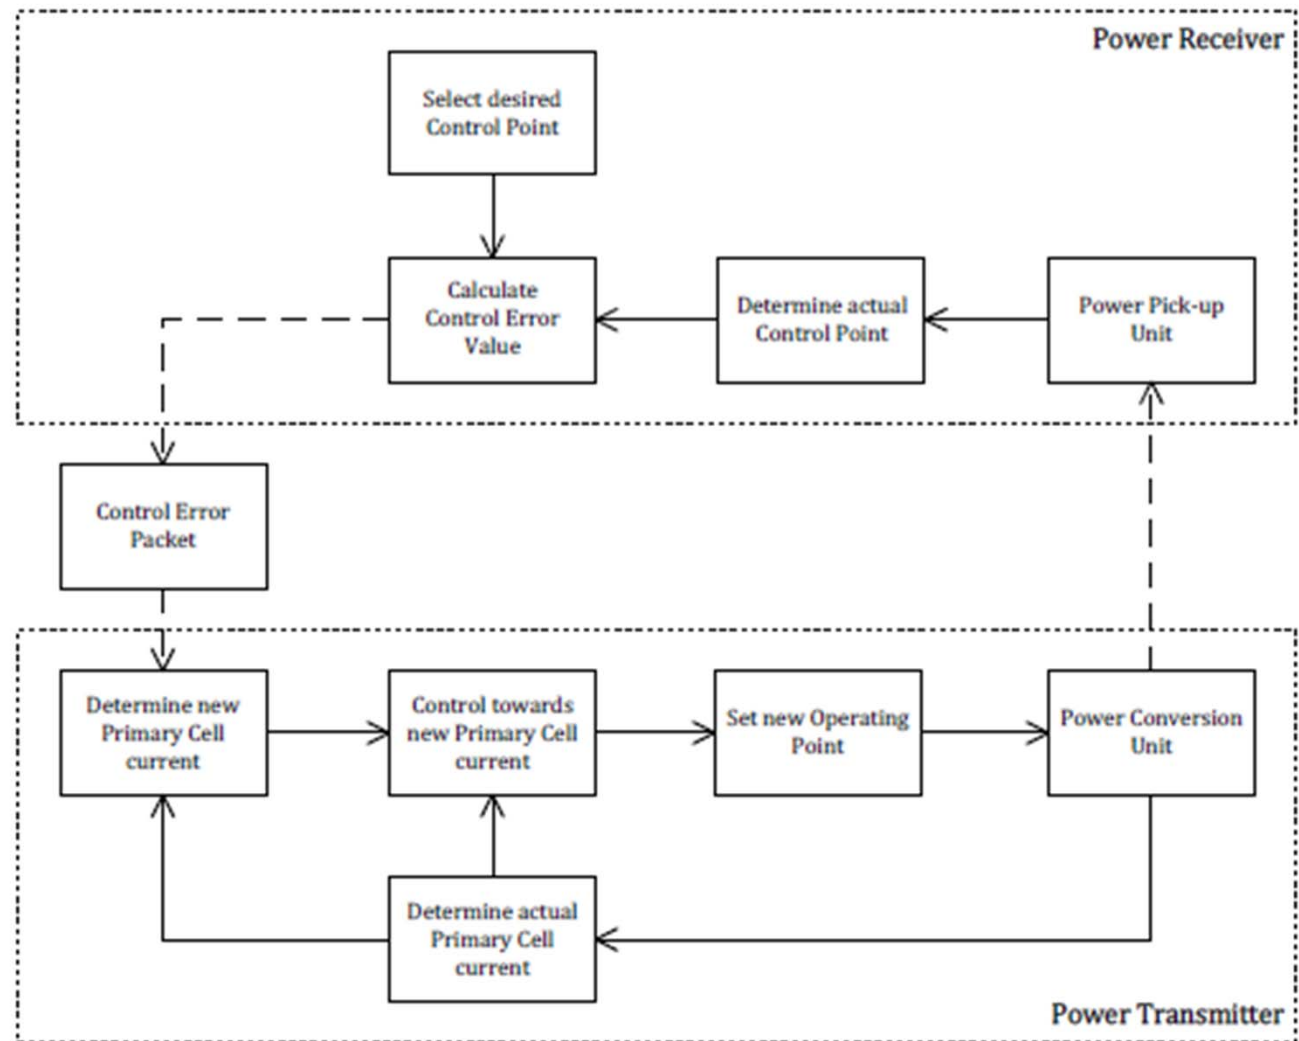 Power Receiver
Select desired
Control Point
Calculate
Control Error
Value
Determine actual
Control Point
Power Pick-up
Unit
Control Error
Packet
Determine new
Primary Cell
current
Control towards
new Primary Cell
current
Set new Operating
Point
Power Conversion
Unit
Determine actual
Primary Cell
current
Power Transmitter